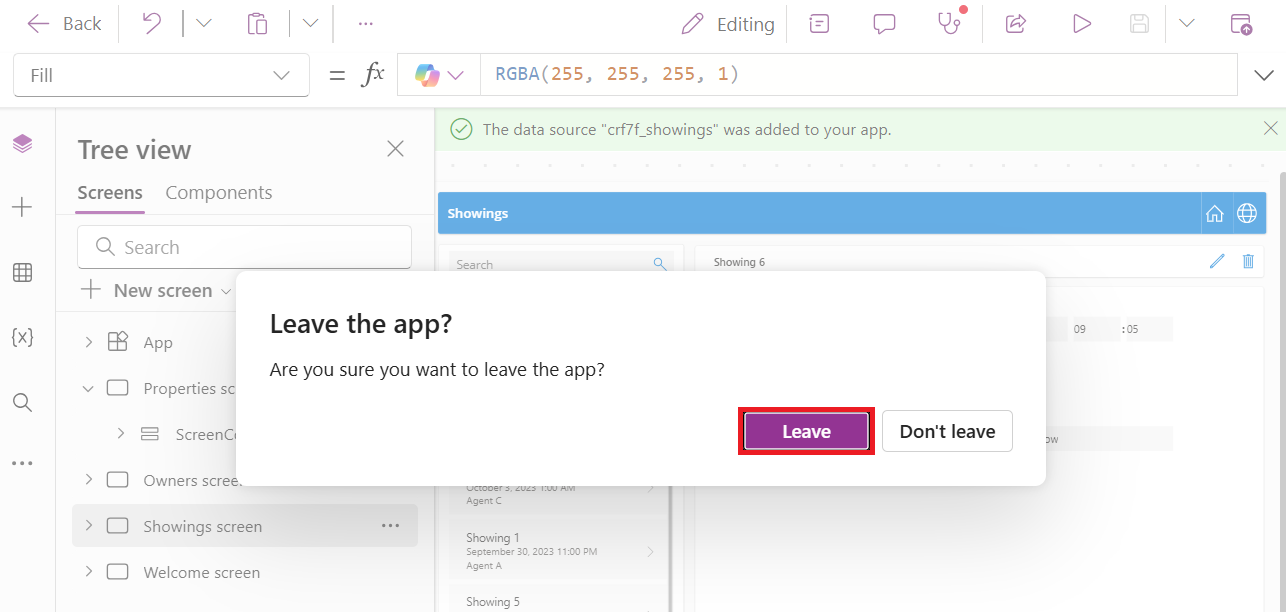 Back
Editing
Fill
=
fx
RGBA(255, 255, 255, 1)
The data source "crf7f_showings" was added to your app.
Tree view
Screens
Components
Search
New screen
App
Properties sc
ScreenCo
Owners scree
Showings screen
...
Welcome screen
Showings
Search
Showing 6
09
: 05
Leave the app?
Are you sure you want to leave the app?
Leave
Don't leave
ow
October 3, 2023 1:00 AM
Agent C
Showing 1
September 30, 2023 11:00 PM
Agent A
Showing 5